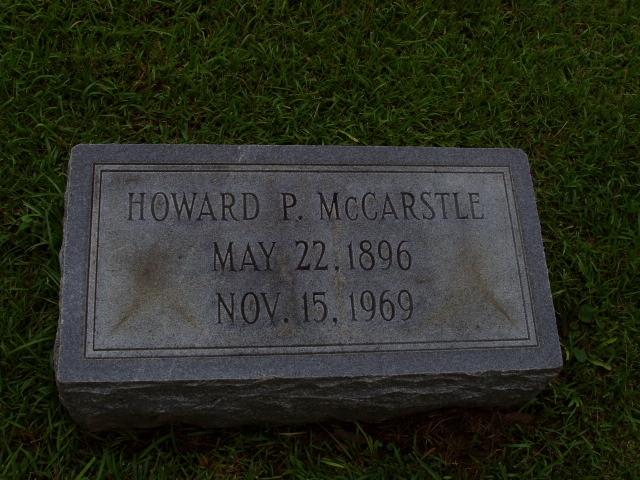 HOWARD P. McCARSTLE
MAY 22, 1896
NOV. 15, 1969